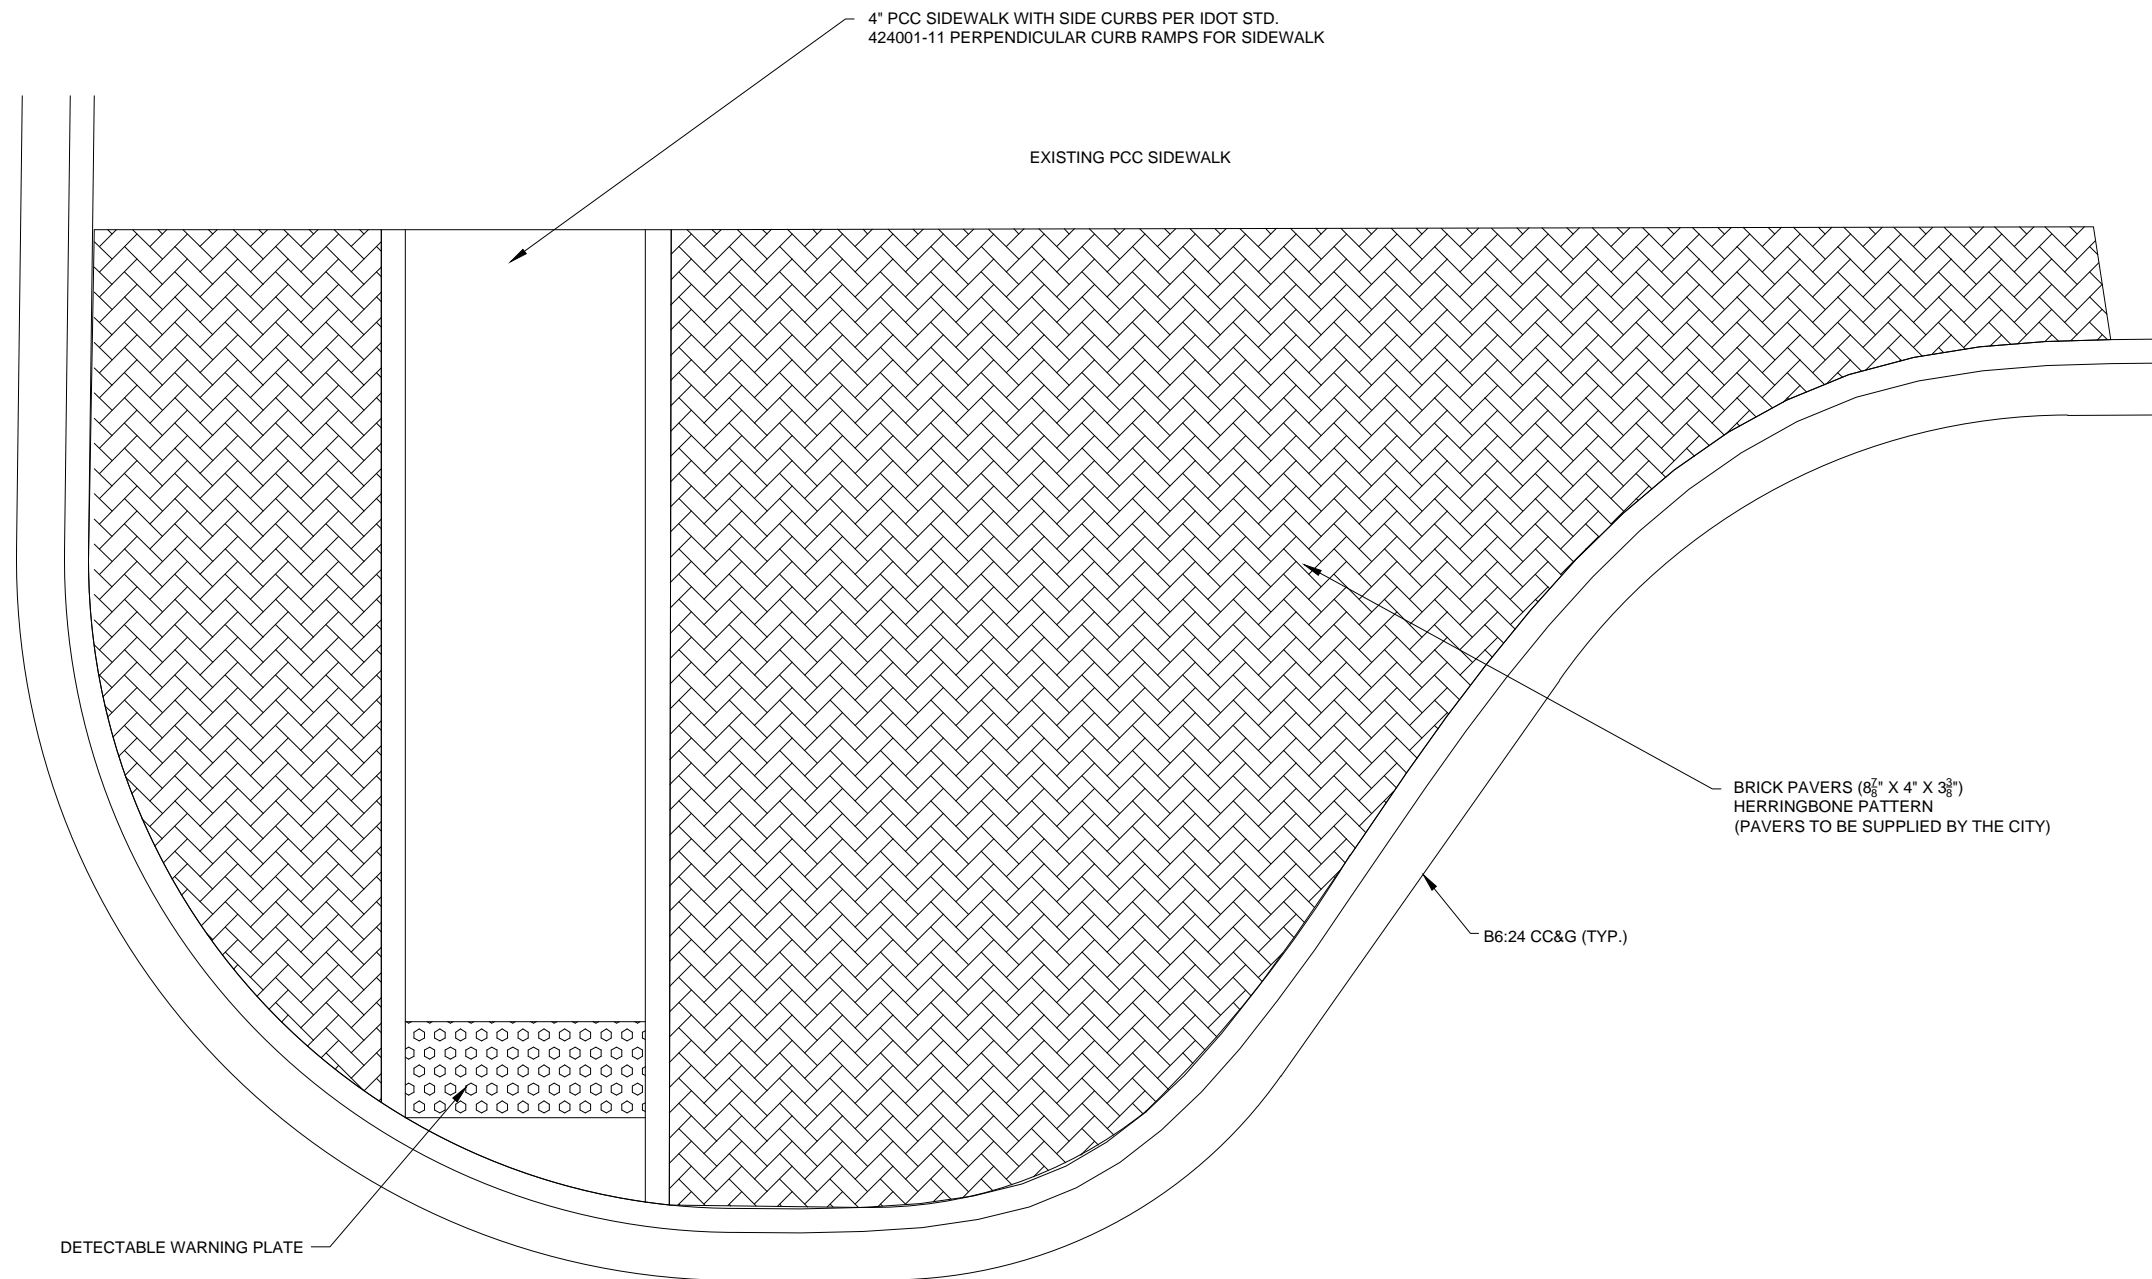 4" PCC SIDEWALK WITH SIDE CURBS PER IDOT STD.
424001-11 PERPENDICULAR CURB RAMPS FOR SIDEWALK
EXISTING PCC SIDEWALK
BRICK PAVERS (8⅞" X 4" X 3⅜")
HERRINGBONE PATTERN
(PAVERS TO BE SUPPLIED BY THE CITY)
B6:24 CC&G (TYP.)
DETECTABLE WARNING PLATE